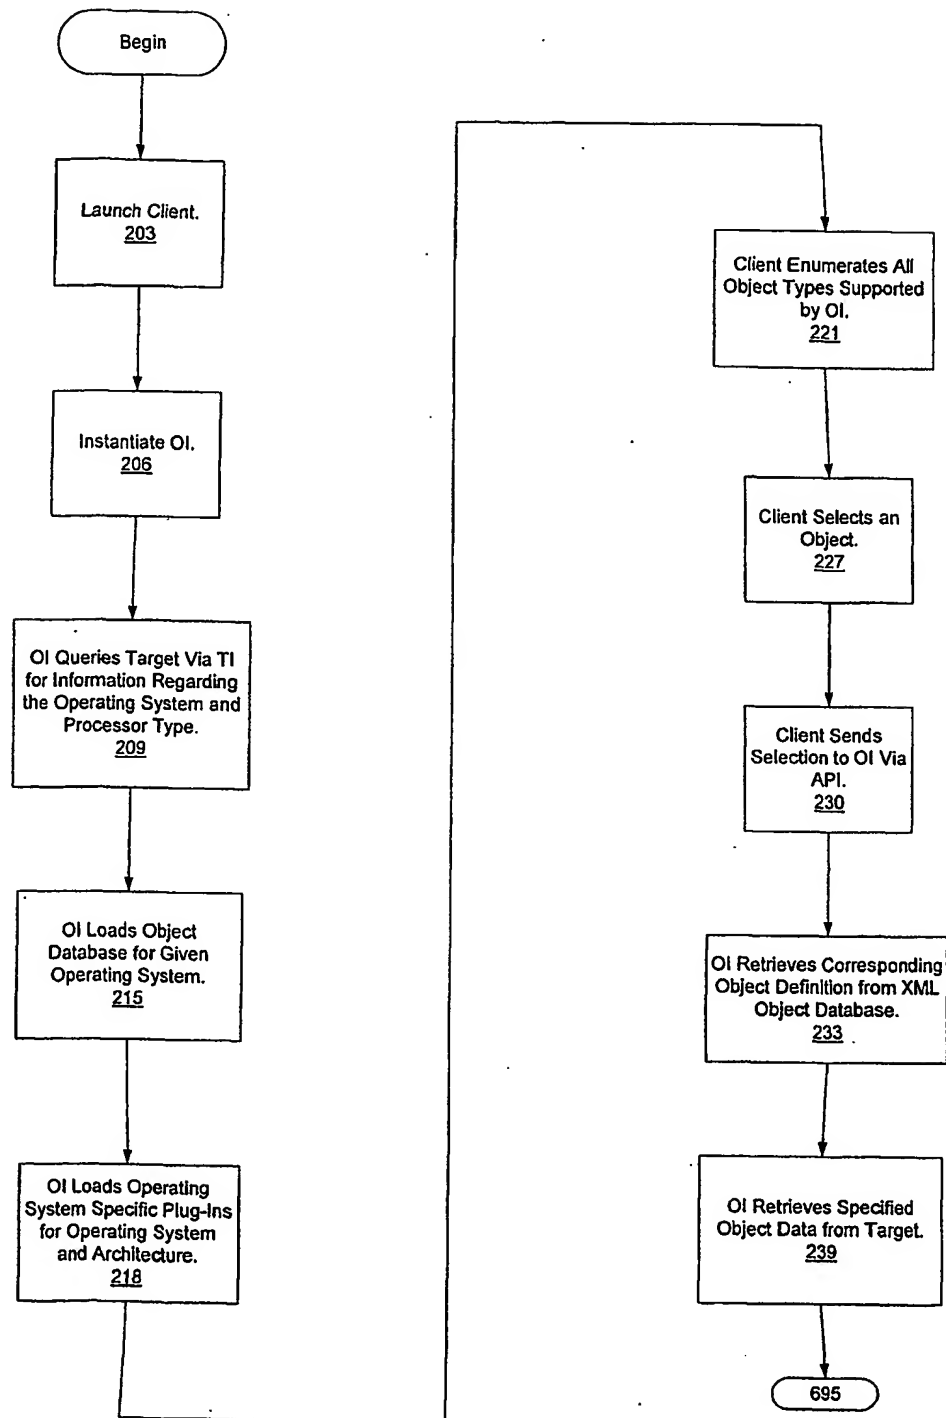 Begin
Launch Client.
203
Instantiate OI.
206
OI Queries Target Via TI
for Information Regarding
the Operating System and
Processor Type.
209
OI Loads Object
Database for Given
Operating System.
215
OI Loads Operating
System Specific Plug-Ins
for Operating System
and Architecture.
218
Client Enumerates All
Object Types Supported
by OI.
221
Client Selects an
Object.
227
Client Sends
Selection to OI Via
API.
230
OI Retrieves Corresponding
Object Definition from XML
Object Database.
233
OI Retrieves Specified
Object Data from Target.
239
695